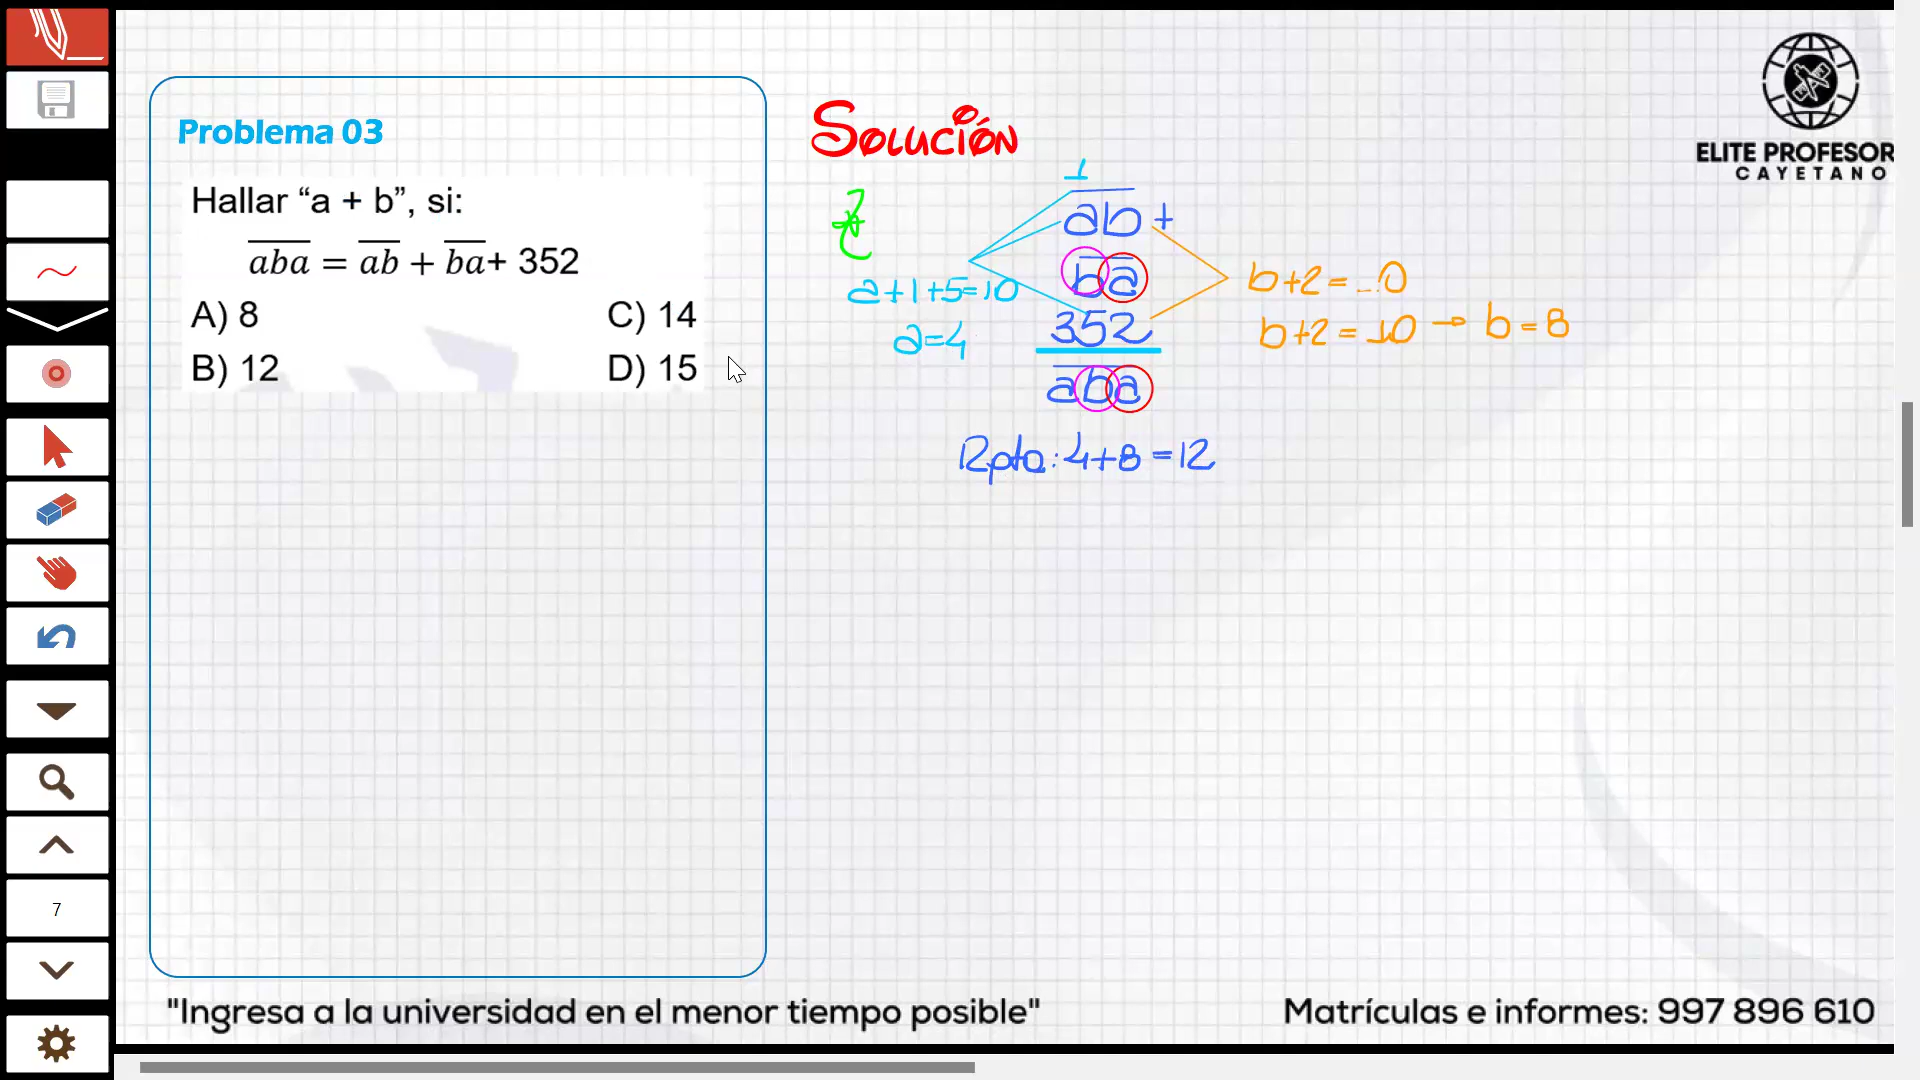 Problema 03
Hallar “a + b”, si:
aba = ab + ba+ 352
A) 8
C) 14
B) 12
D) 15
SOLUCIÓN
1
ab +
ba
352
aba
a+1+5=10
a=4
b+2=...0
b+2=10 → b=8
Rpta: 4+8=12
ELITE PROFESOR
CAYETANO
7
"Ingresa a la universidad en el menor tiempo posible"
Matrículas e informes: 997 896 610